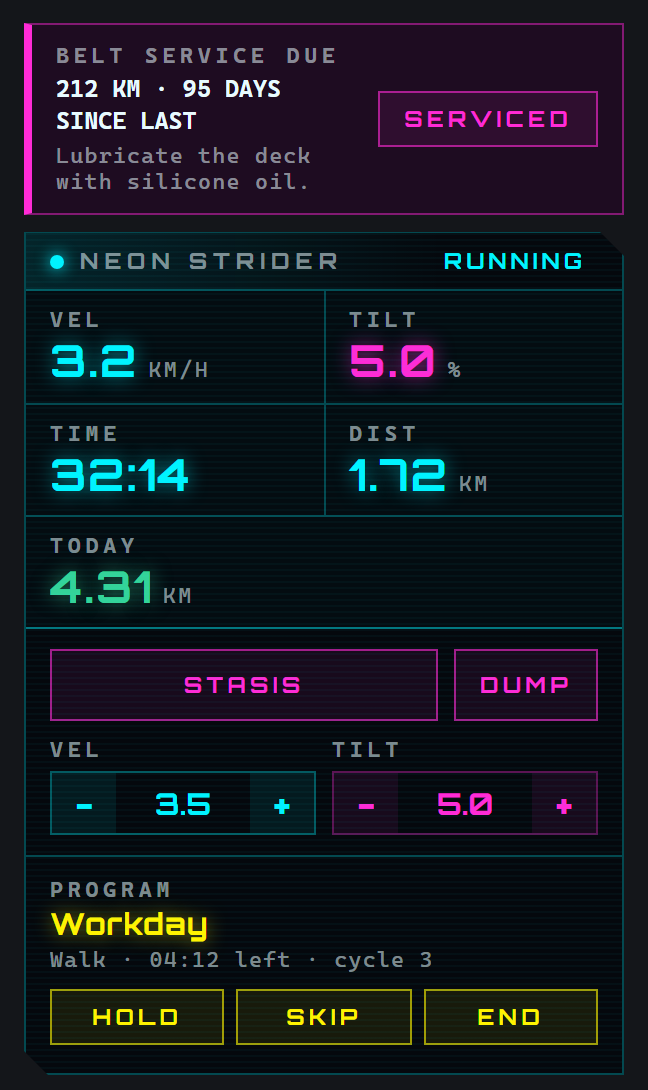 BELT SERVICE DUE
212 KM · 95 DAYS
SINCE LAST
Lubricate the deck
with silicone oil.
SERVICED
NEON STRIDER
RUNNING
VEL
3.2 KM/H
TILT
5.0 %
TIME
32:14
DIST
1.72 KM
TODAY
4.31 KM
STASIS
DUMP
VEL
- 3.5 +
TILT
- 5.0 +
PROGRAM
Workday
Walk · 04:12 left · cycle 3
HOLD
SKIP
END